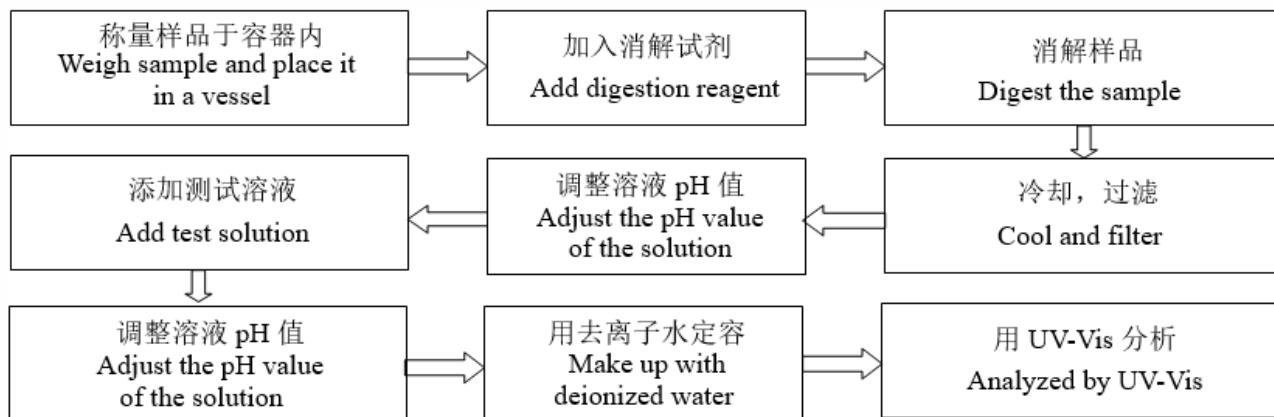 称量样品于容器内
Weigh sample and place it
in a vessel
加入消解试剂
Add digestion reagent
消解样品
Digest the sample
冷却，过滤
Cool and filter
调整溶液 pH 值
Adjust the pH value
of the solution
添加测试溶液
Add test solution
调整溶液 pH 值
Adjust the pH value
of the solution
用去离子水定容
Make up with
deionized water
用 UV-Vis 分析
Analyzed by UV-Vis